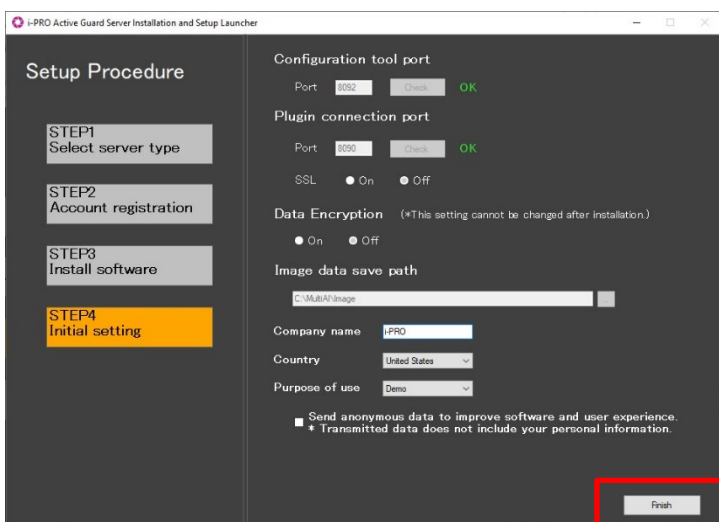 i-PRO Active Guard Server Installation and Setup Launcher
Setup Procedure
STEP1
Select server type
STEP2
Account registration
STEP3
Install software
STEP4
Initial setting
Configuration tool port
Port 8092 Check OK
Plugin connection port
Port 8090 Check OK
SSL On Off
Data Encryption (*This setting cannot be changed after installation.)
On Off
Image data save path
C:\MultiAI\Image ...
Company name i-PRO
Country United States
Purpose of use Demo
Send anonymous data to improve software and user experience.
* Transmitted data does not include your personal information.
Finish